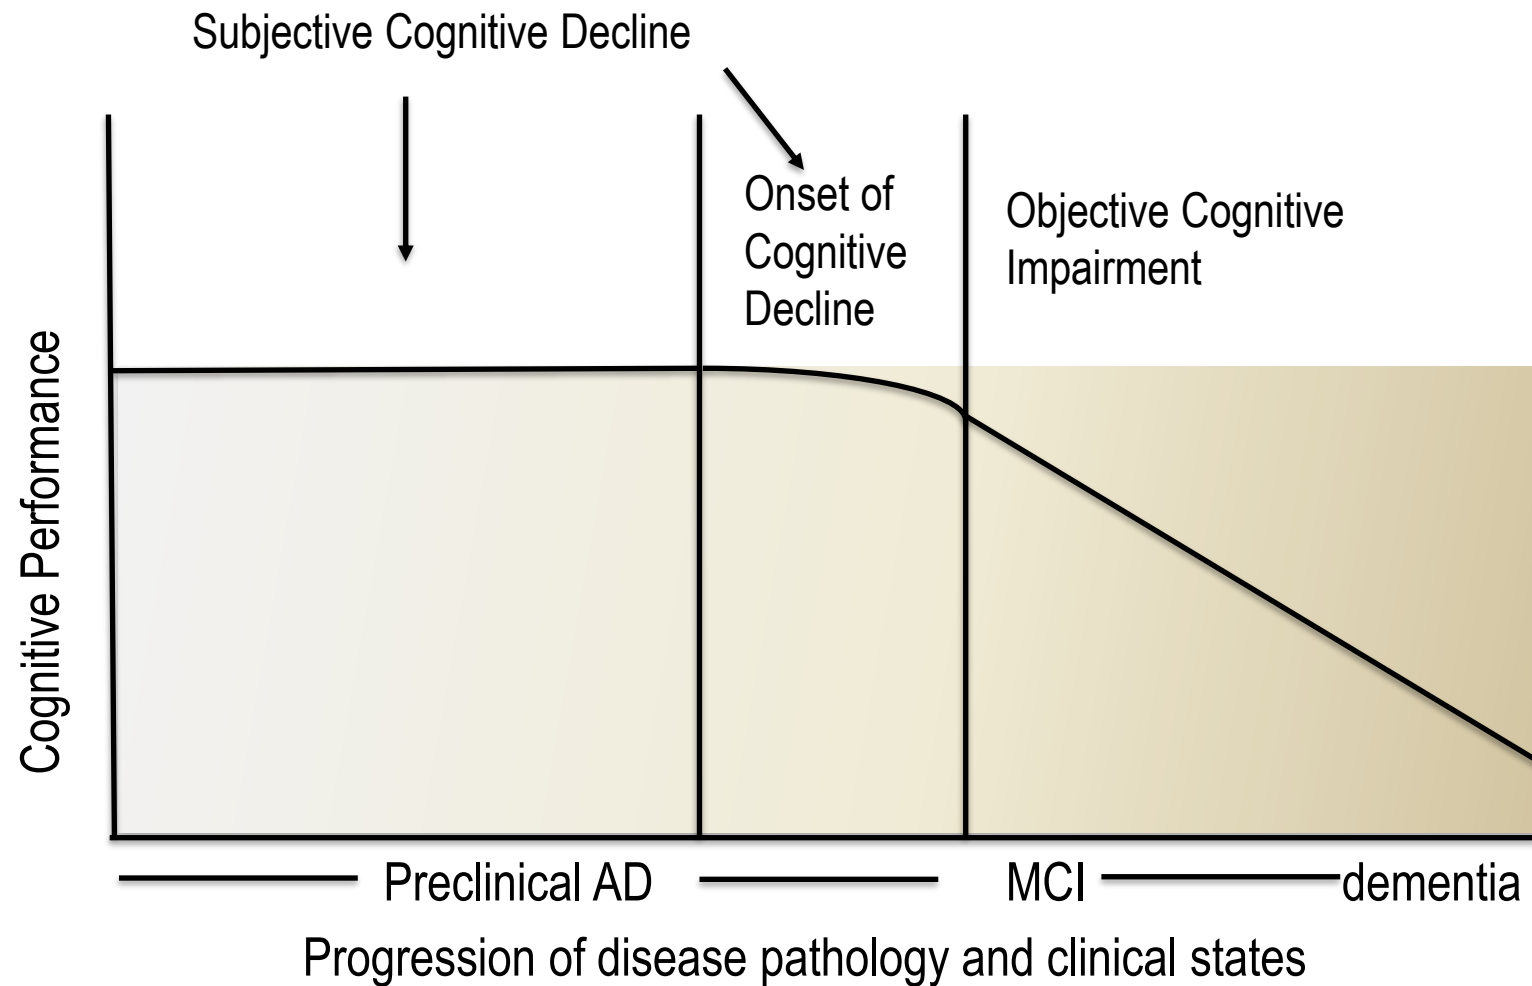 Subjective Cognitive Decline
Onset of
Cognitive
Decline
Objective Cognitive
Impairment
Cognitive Performance
Preclinical AD
MCI
dementia
Progression of disease pathology and clinical states